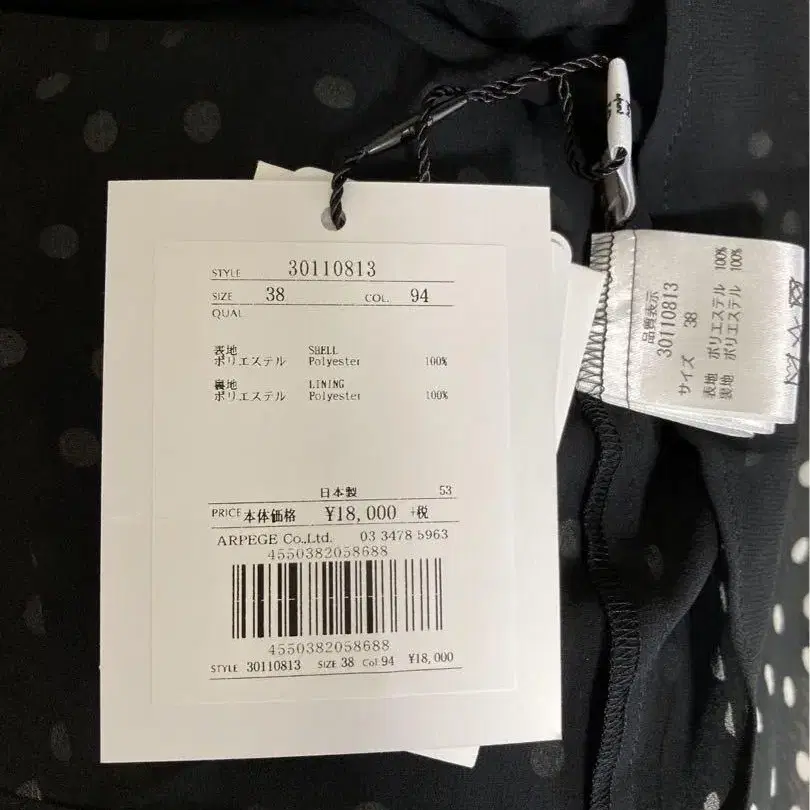 STYLE 30110813
SIZE 38 COL. 94
QUAL
表地 SHELL
ポリエステル Polyester 100%
裏地 LINING
ポリエステル Polyester 100%
日本製 53
PRICE 本体価格 ¥18,000 +税
ARPEGE Co.,Ltd. 03 3478 5963
4550382058688
4550382058688
STYLE 30110813 SIZE 38 Col 94 ¥18,000
品質表示
30110813
サイズ 38
表地 ポリエステル 100%
裏地 ポリエステル 100%